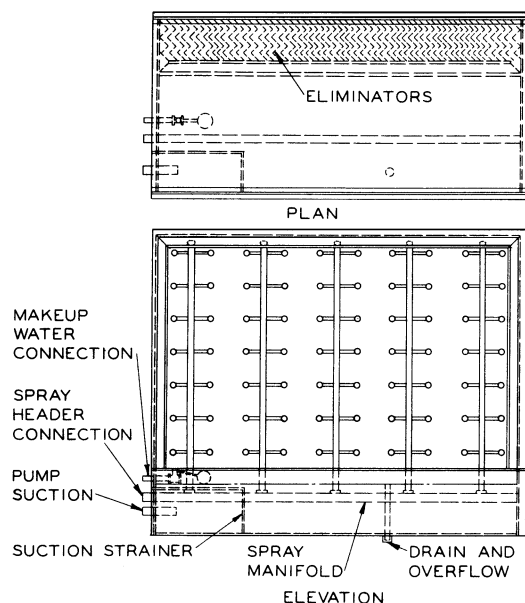 ELIMINATORS
PLAN
MAKEUP
WATER
CONNECTION
SPRAY
HEADER
CONNECTION
PUMP
SUCTION
SUCTION STRAINER
SPRAY
MANIFOLD
DRAIN AND
OVERFLOW
ELEVATION